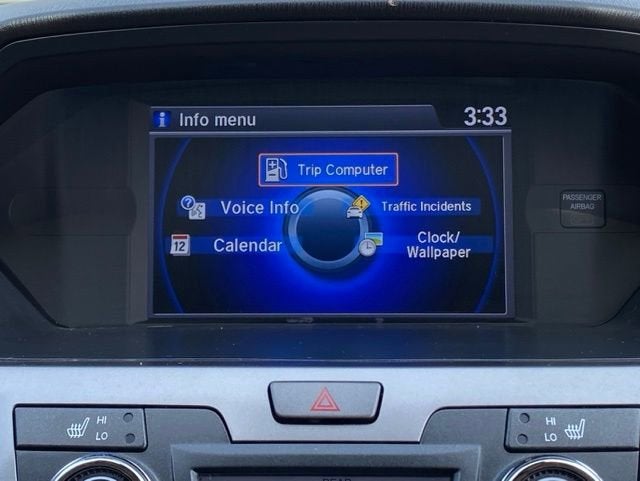 i Info menu 3:33
Trip Computer
Voice Info Traffic Incidents
12 Calendar Clock/
Wallpaper
PASSENGER
AIRBAG
HI
LO
HI
LO
REAR